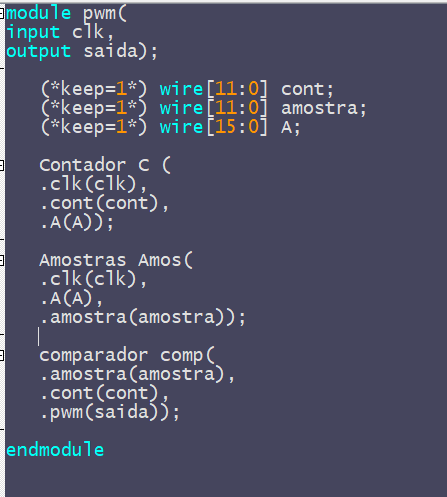 module pwm(
input clk,
output saida);
(*keep=1*) wire[11:0] cont;
(*keep=1*) wire[11:0] amostra;
(*keep=1*) wire[15:0] A;
Contador C (
.clk(clk),
.cont(cont),
.A(A));
Amostras Amos(
.clk(clk),
.A(A),
.amostra(amostra));
comparador comp(
.amostra(amostra),
.cont(cont),
.pwm(saida));
endmodule